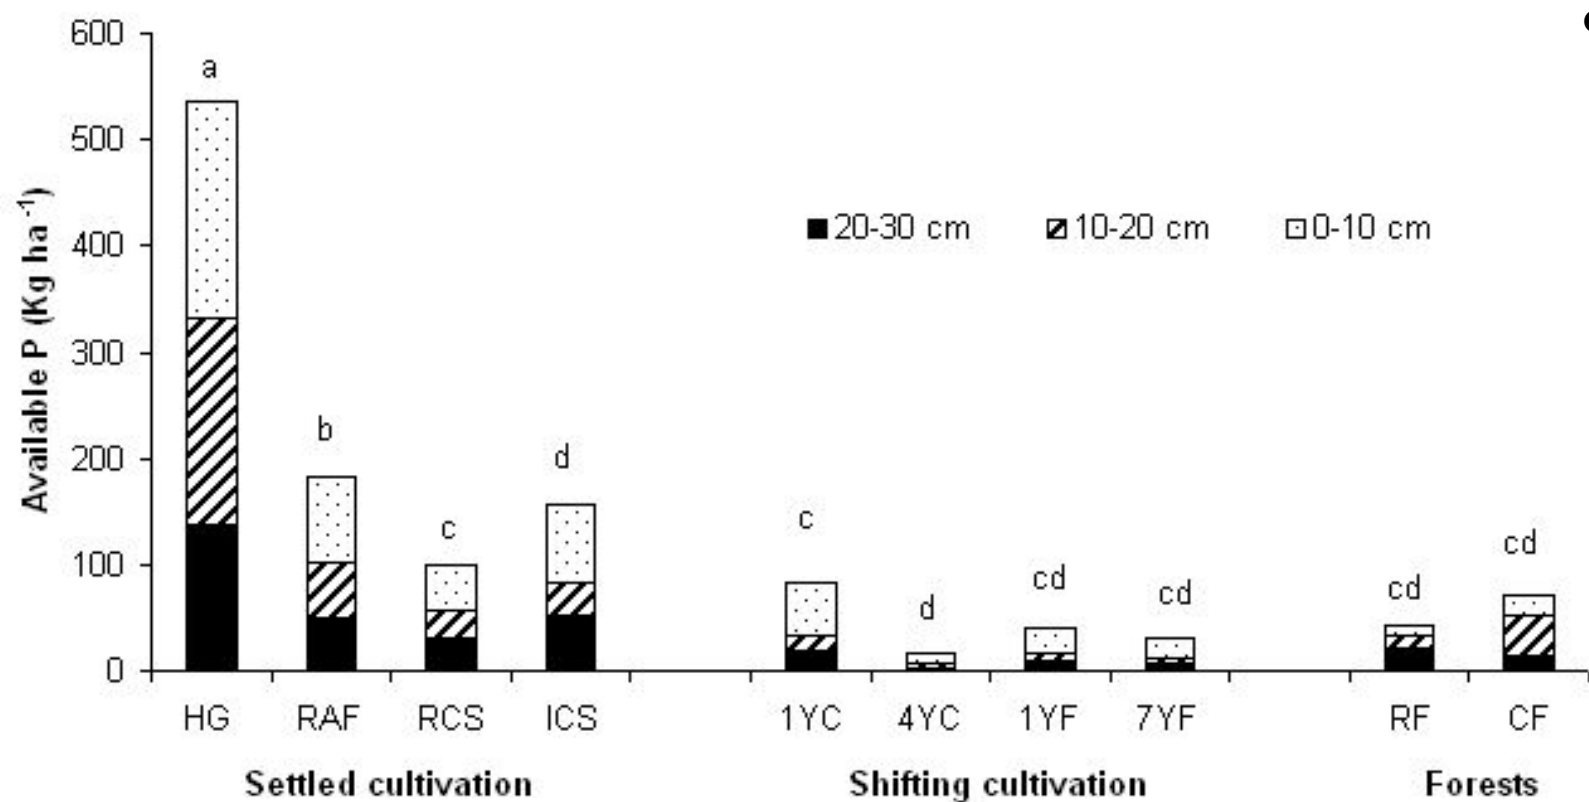 600
500
400
300
200
100
0
Available P (Kg ha⁻¹)
a
b
c
d
c
d
cd
cd
cd
cd
20-30 cm 10-20 cm 0-10 cm
HG RAF RCS ICS 1YC 4YC 1YF 7YF RF CF
Settled cultivation Shifting cultivation Forests